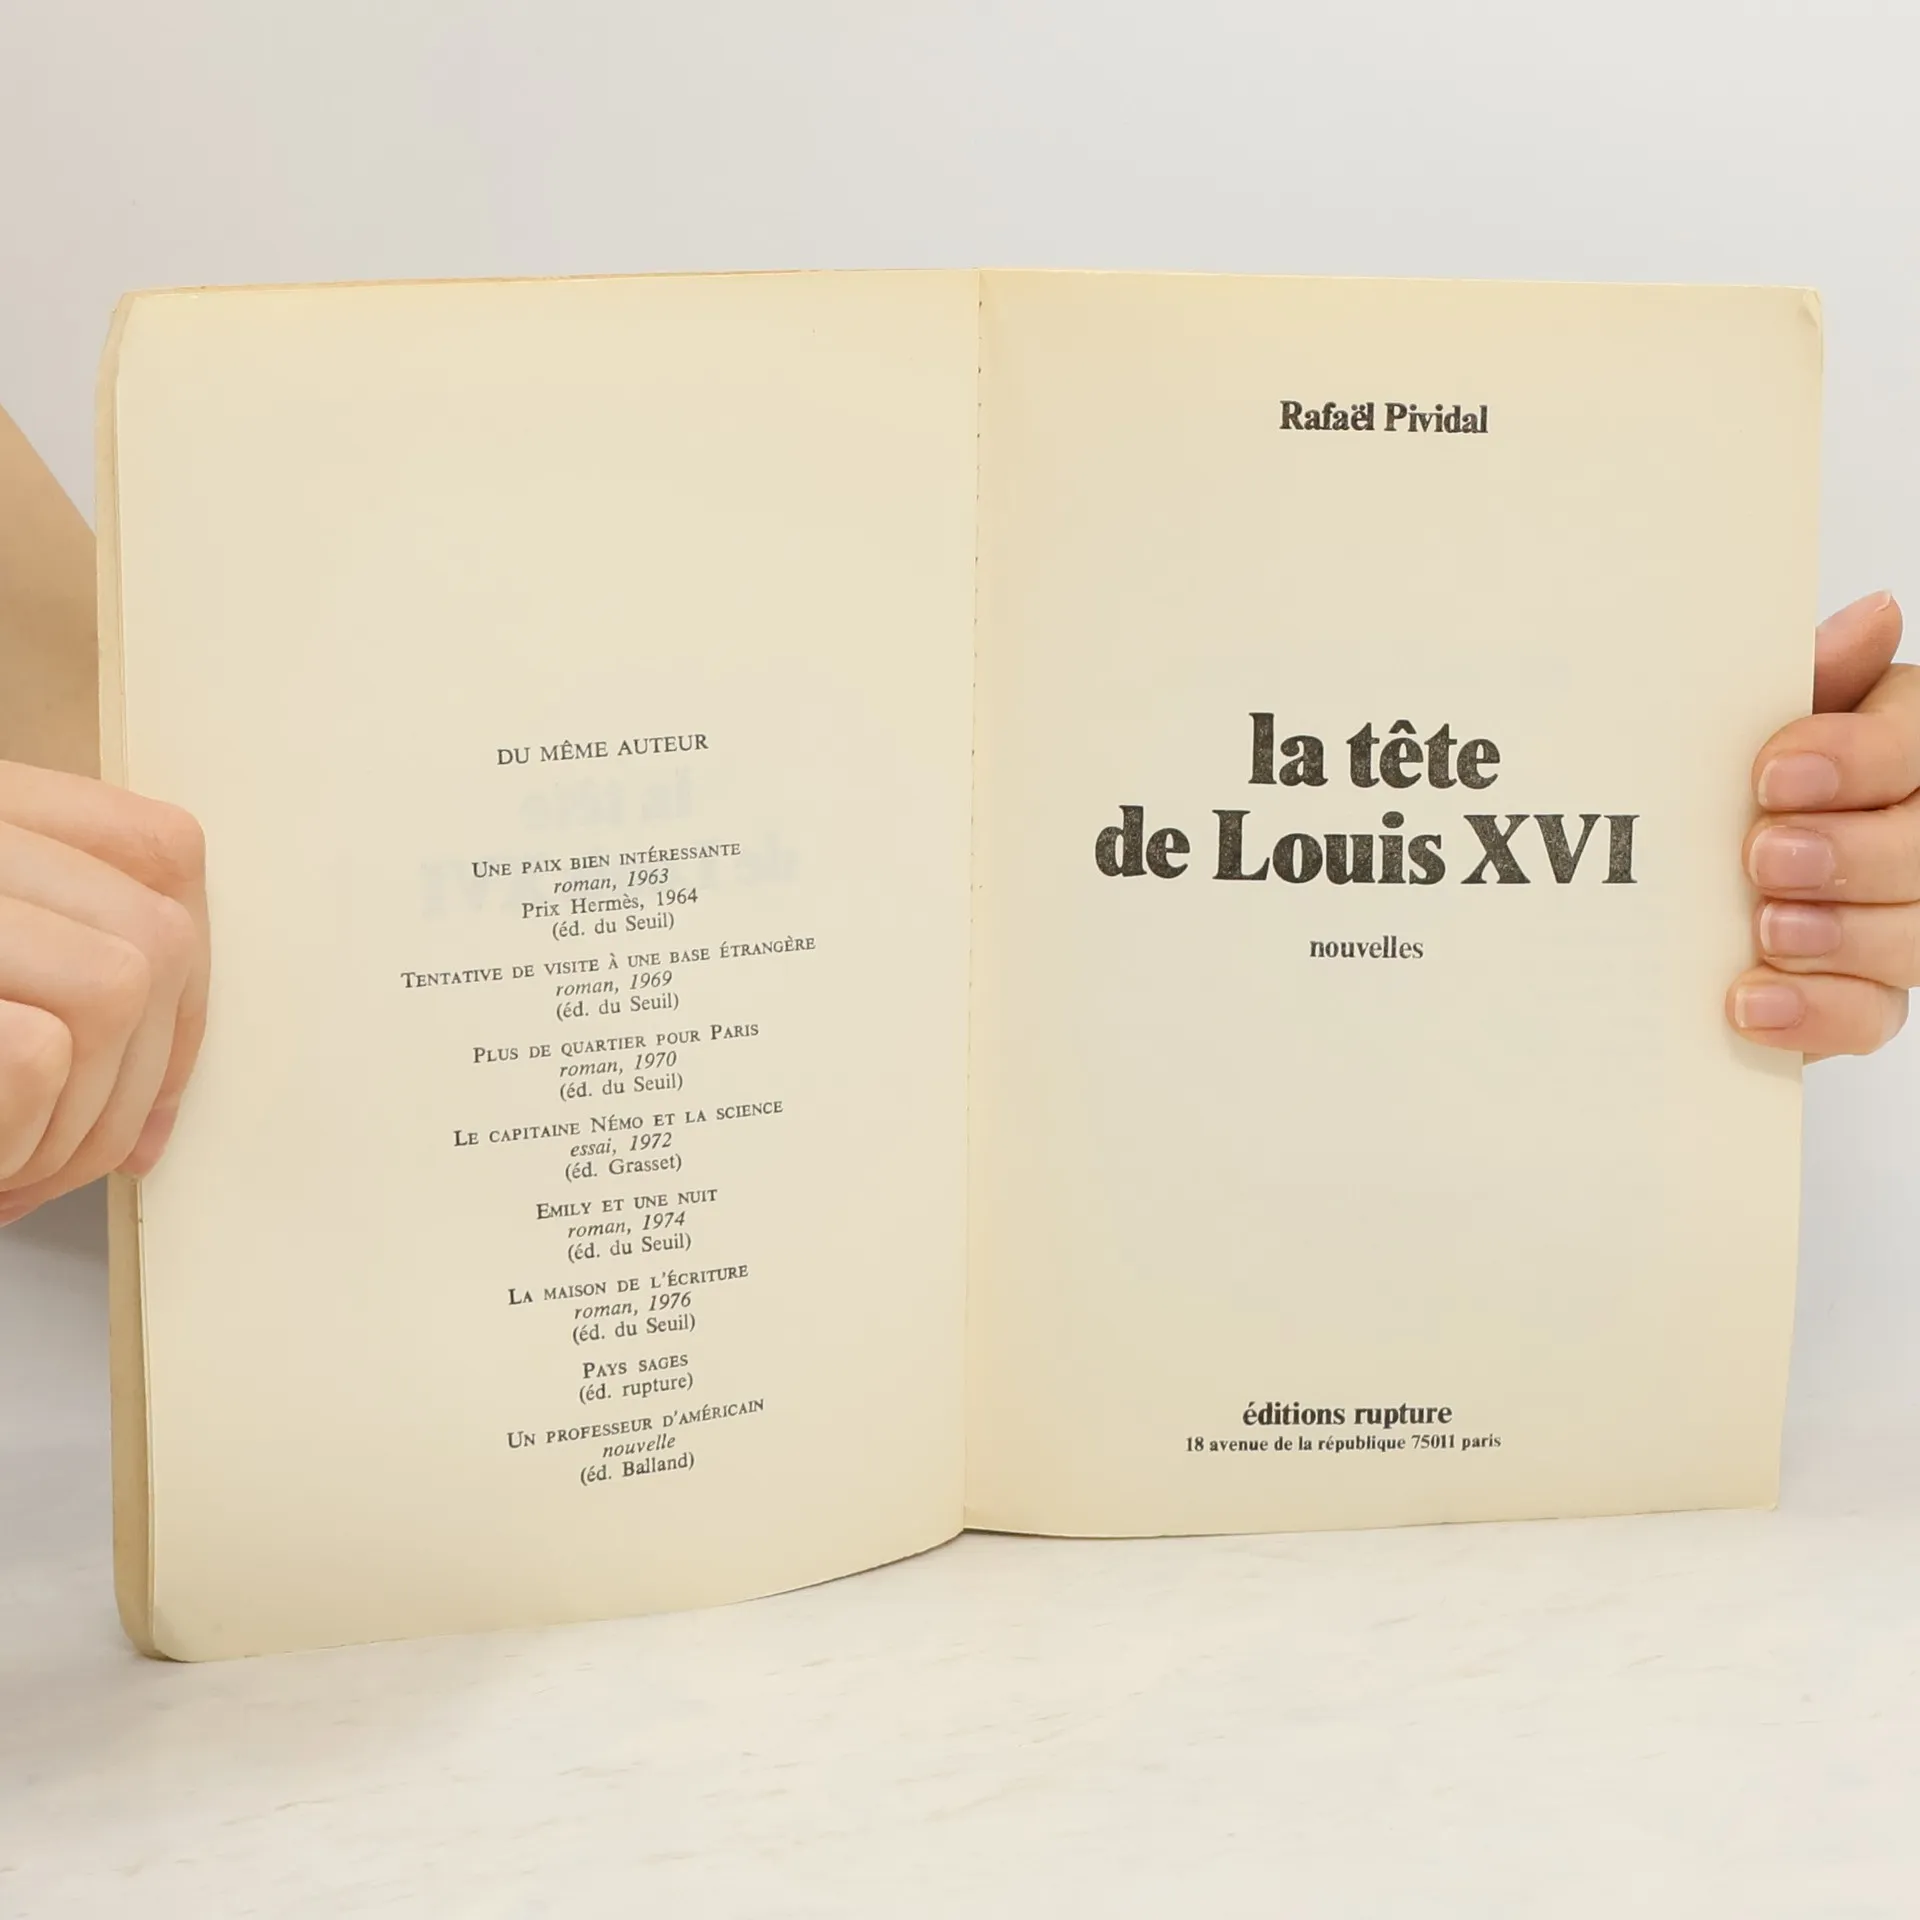 DU MÊME AUTEUR
UNE PAIX BIEN INTÉRESSANTE
roman, 1963
Prix Hermès, 1964
(éd. du Seuil)
TENTATIVE DE VISITE À UNE BASE ÉTRANGÈRE
roman, 1969
(éd. du Seuil)
PLUS DE QUARTIER POUR PARIS
roman, 1970
(éd. du Seuil)
LE CAPITAINE NÉMO ET LA SCIENCE
essai, 1972
(éd. Grasset)
EMILY ET UNE NUIT
roman, 1974
(éd. du Seuil)
LA MAISON DE L'ÉCRITURE
roman, 1976
(éd. du Seuil)
PAYS SAGES
(éd. rupture)
UN PROFESSEUR D'AMÉRICAIN
nouvelle
(éd. Balland)
Rafaël Pividal
la tête
de Louis XVI
nouvelles
éditions rupture
18 avenue de la république 75011 paris